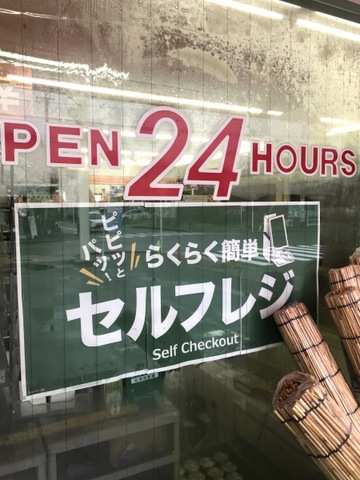 PEN 24 HOURS
ピピッと
パッ!
らくらく簡単!
セルフレジ
Self Checkout